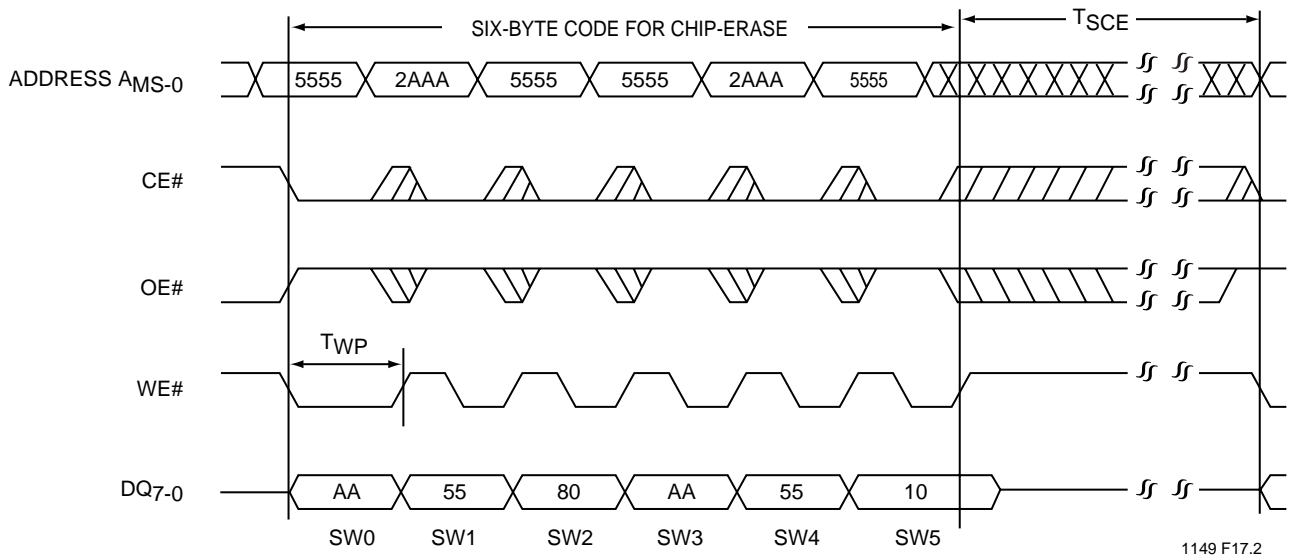 SIX-BYTE CODE FOR CHIP-ERASE
TSCE
ADDRESS AMS-0
5555 2AAA 5555 5555 2AAA 5555
CE#
OE#
TWP
WE#
DQ7-0
AA 55 80 AA 55 10
SW0 SW1 SW2 SW3 SW4 SW5
1149 F17.2